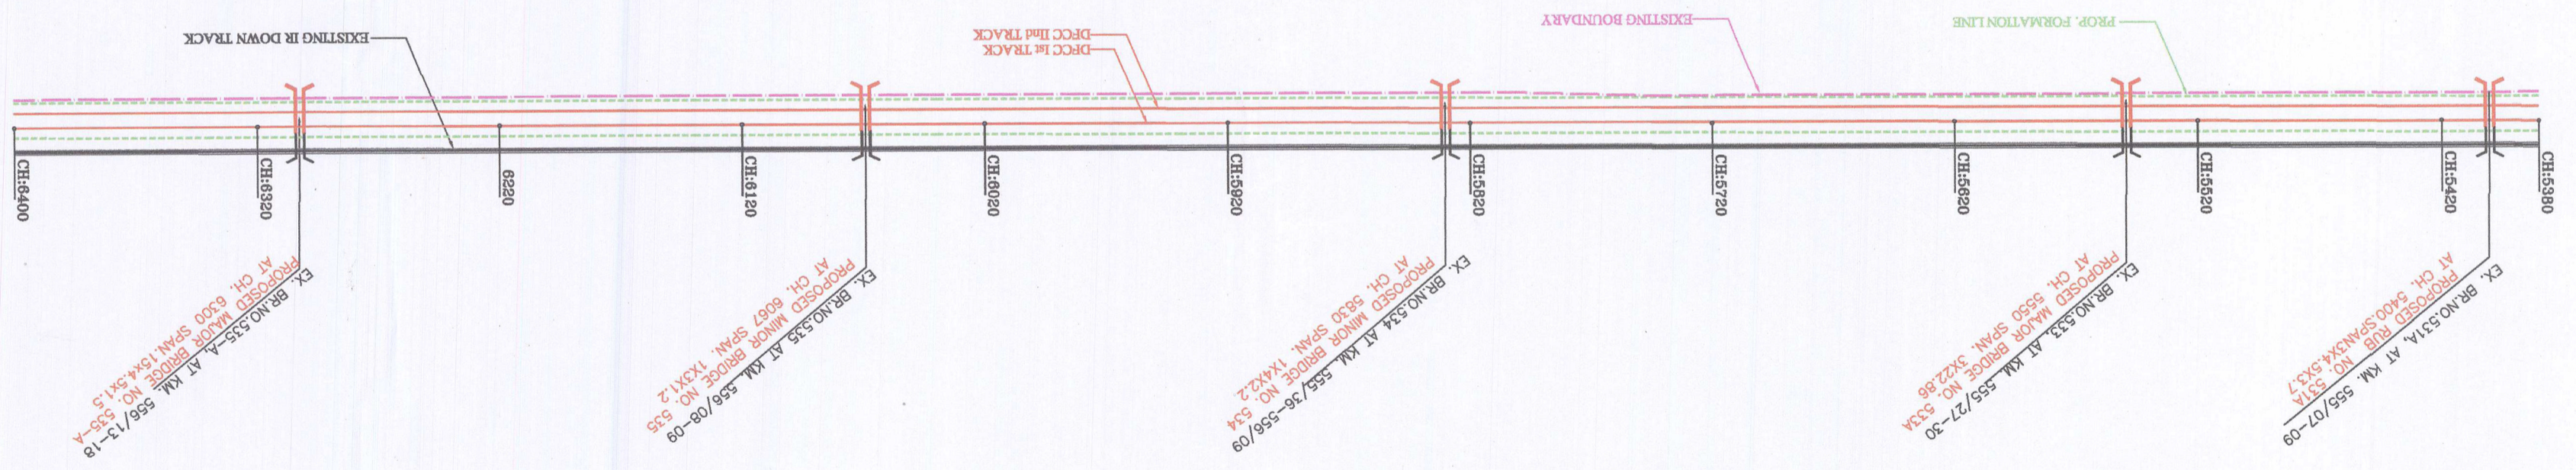 EXISTING IR DOWN TRACK
DFCC IInd TRACK
DFCC 1st TRACK
EXISTING BOUNDARY
PROP. FORMATION LINE
CH:6400
CH:6320
6220
CH:6120
CH:6020
CH:5920
CH:5820
CH:5720
CH:5620
CH:5520
CH:5420
CH:5380
EX. BR.NO.535-A, AT KM. 556/13-18
PROPOSED MAJOR BRIDGE NO. 535-A
AT CH. 6300 SPAN.15x4.5x1.5
EX. BR.NO.535 AT KM. 556/08-09
PROPOSED MINOR BRIDGE NO. 535
AT CH. 6067 SPAN. 1X3X1.2
EX. BR.NO.534 AT KM. 555/36-556/09
PROPOSED MINOR BRIDGE NO. 534
AT CH. 5830 SPAN. 1X4X2.2
EX. BR.NO.533, AT KM. 555/27-30
PROPOSED MAJOR BRIDGE NO. 533A
AT CH. 5550 SPAN. 3X22.86
EX. BR.NO.531A, AT KM. 555/07-09
PROPOSED RUB NO. 531A
AT CH. 5400.SPAN3X4.5X3.7